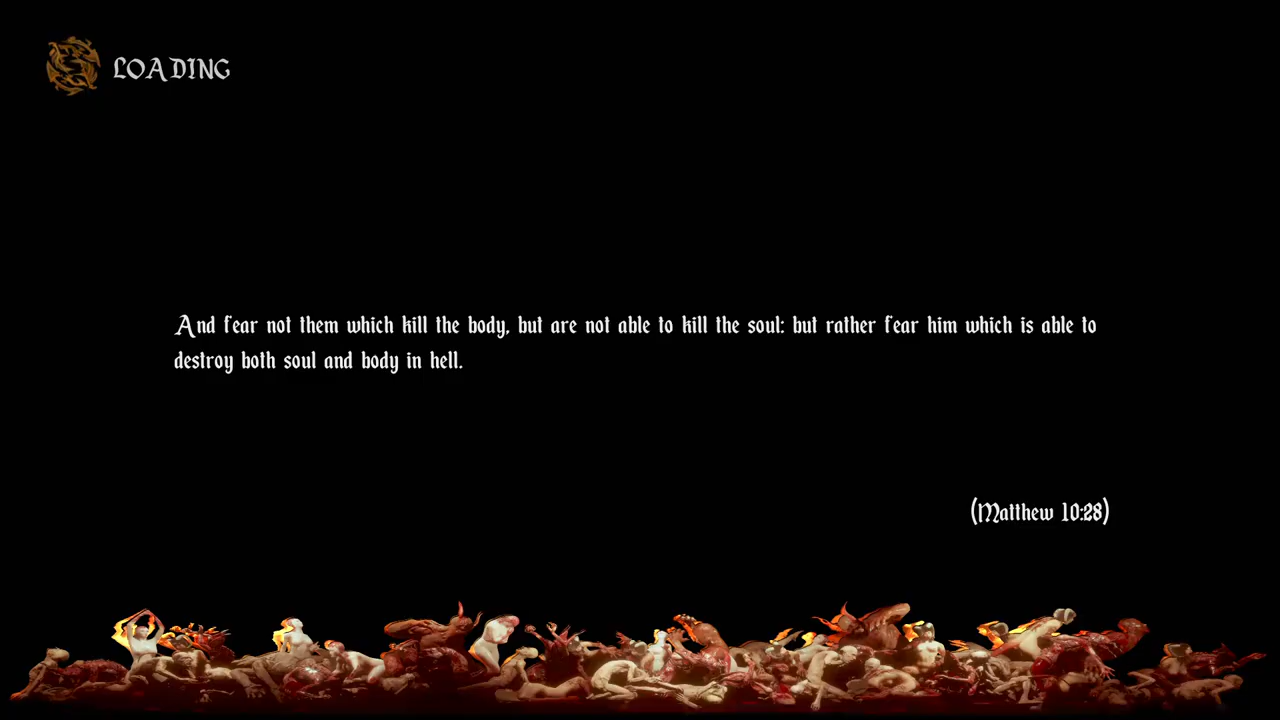 LOADING
And fear not them which kill the body, but are not able to kill the soul: but rather fear him which is able to
destroy both soul and body in hell.
(Matthew 10:28)